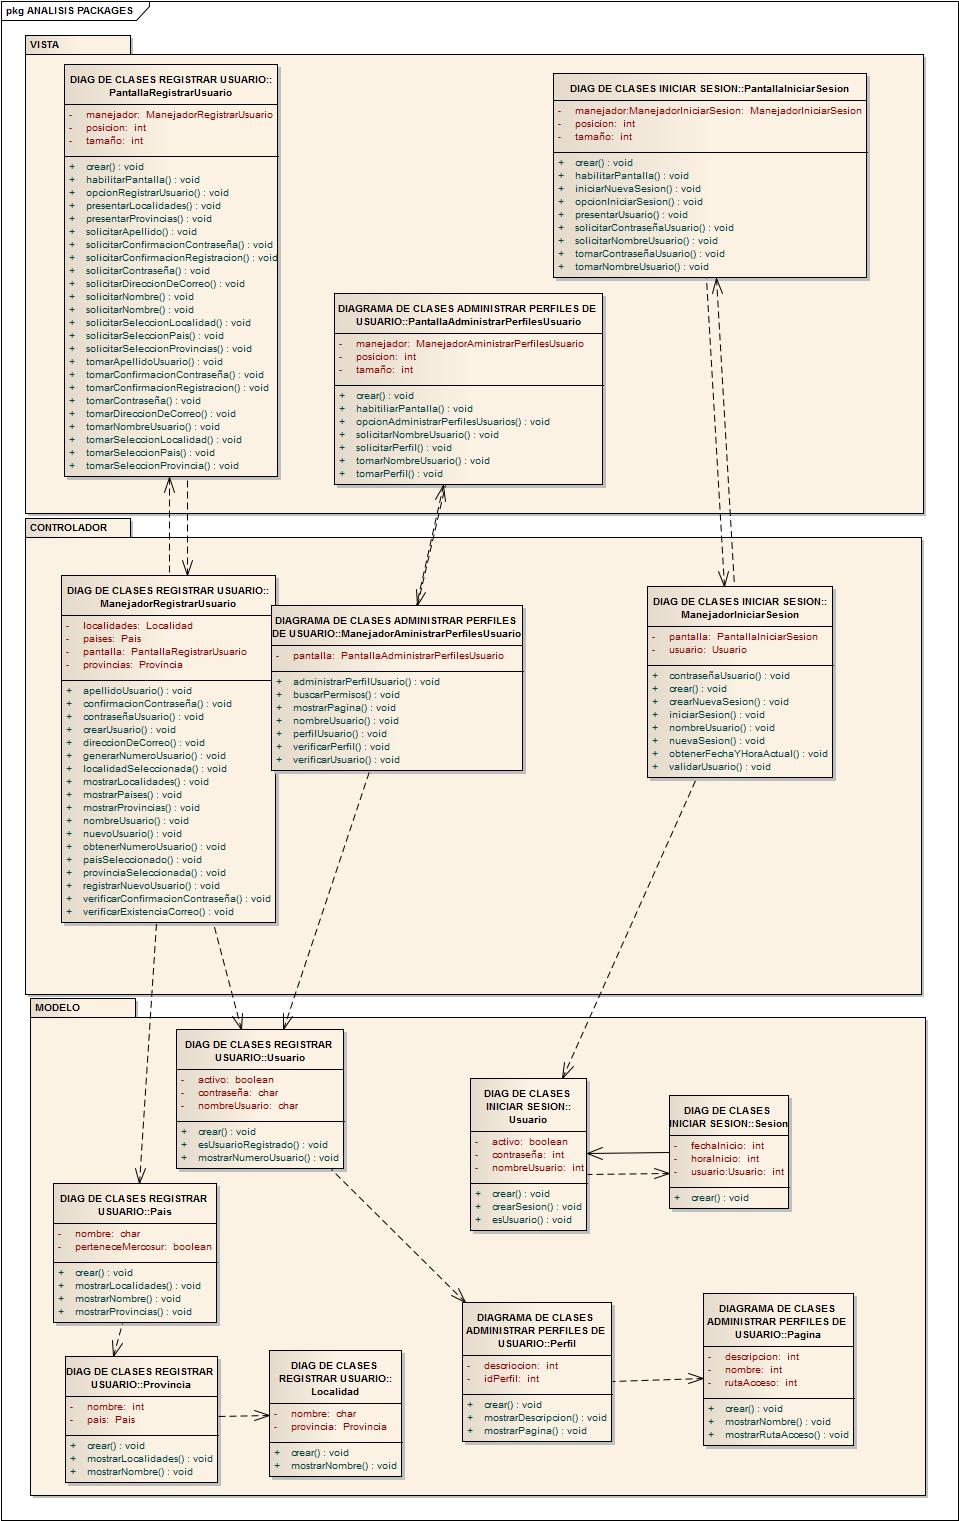 pkg ANALISIS PACKAGES
VISTA
DIAG DE CLASES REGISTRAR USUARIO::
PantallaRegistrarUsuario
- manejador: ManejadorRegistrarUsuario
- posicion: int
- tamaño: int
+ crear() : void
+ habilitarPantalla() : void
+ opcionRegistrarUsuario() : void
+ presentarLocalidades() : void
+ presentarProvincias() : void
+ solicitarApellido() : void
+ solicitarConfirmacionContraseña() : void
+ solicitarConfirmacionRegistracion() : void
+ solicitarContraseña() : void
+ solicitarDireccionDeCorreo() : void
+ solicitarNombre() : void
+ solicitarNombre() : void
+ solicitarSeleccionLocalidad() : void
+ solicitarSeleccionPais() : void
+ solicitarSeleccionProvincias() : void
+ tomarApellidoUsuario() : void
+ tomarConfirmacionContraseña() : void
+ tomarConfirmacionRegistracion() : void
+ tomarContraseña() : void
+ tomarDireccionDeCorreo() : void
+ tomarNombreUsuario() : void
+ tomarSeleccionLocalidad() : void
+ tomarSeleccionPais() : void
+ tomarSeleccionProvincia() : void
DIAG DE CLASES INICIAR SESION::PantallaIniciarSesion
- manejador:ManejadorIniciarSesion: ManejadorIniciarSesion
- posicion: int
- tamaño: int
+ crear() : void
+ habilitarPantalla() : void
+ iniciarNuevaSesion() : void
+ opcionIniciarSesion() : void
+ presentarUsuario() : void
+ solicitarContraseñaUsuario() : void
+ solicitarNombreUsuario() : void
+ tomarContraseñaUsuario() : void
+ tomarNombreUsuario() : void
DIAGRAMA DE CLASES ADMINISTRAR PERFILES DE
USUARIO::PantallaAdministrarPerfilesUsuario
- manejador: ManejadorAministrarPerfilesUsuario
- posicion: int
- tamaño: int
+ crear() : void
+ habitiliarPantalla() : void
+ opcionAdministrarPerfilesUsuarios() : void
+ solicitarNombreUsuario() : void
+ solicitarPerfil() : void
+ tomarNombreUsuario() : void
+ tomarPerfil() : void
CONTROLADOR
DIAG DE CLASES REGISTRAR USUARIO::
ManejadorRegistrarUsuario
- localidades: Localidad
- paises: Pais
- pantalla: PantallaRegistrarUsuario
- provincias: Provincia
+ apellidoUsuario() : void
+ confirmacionContraseña() : void
+ contraseñaUsuario() : void
+ crearUsuario() : void
+ direccionDeCorreo() : void
+ generarNumeroUsuario() : void
+ localidadSeleccionada() : void
+ mostrarLocalidades() : void
+ mostrarPaises() : void
+ mostrarProvincias() : void
+ nombreUsuario() : void
+ nuevoUsuario() : void
+ obtenerNumeroUsuario() : void
+ paisSeleccionado() : void
+ provinciaSeleccionada() : void
+ registrarNuevoUsuario() : void
+ verificarConfirmacionContraseña() : void
+ verificarExistenciaCorreo() : void
DIAGRAMA DE CLASES ADMINISTRAR PERFILES
DE USUARIO::ManejadorAministrarPerfilesUsuario
- pantalla: PantallaAdministrarPerfilesUsuario
+ administrarPerfilUsuario() : void
+ buscarPermisos() : void
+ mostrarPagina() : void
+ nombreUsuario() : void
+ perfilUsuario() : void
+ verificarPerfil() : void
+ verificarUsuario() : void
DIAG DE CLASES INICIAR SESION::
ManejadorIniciarSesion
- pantalla: PantallaIniciarSesion
- usuario: Usuario
+ contraseñaUsuario() : void
+ crear() : void
+ crearNuevaSesion() : void
+ iniciarSesion() : void
+ nombreUsuario() : void
+ nuevaSesion() : void
+ obtenerFechaYHoraActual() : void
+ validarUsuario() : void
MODELO
DIAG DE CLASES REGISTRAR
USUARIO::Usuario
- activo: boolean
- contraseña: char
- nombreUsuario: char
+ crear() : void
+ esUsuarioRegistrado() : void
+ mostrarNumeroUsuario() : void
DIAG DE CLASES
INICIAR SESION::
Usuario
- activo: boolean
- contraseña: int
- nombreUsuario: int
+ crear() : void
+ crearSesion() : void
+ esUsuario() : void
DIAG DE CLASES
INICIAR SESION::Sesion
- fechaInicio: int
- horaInicio: int
- usuario:Usuario: int
+ crear() : void
DIAG DE CLASES REGISTRAR
USUARIO::Pais
- nombre: char
- perteneceMercosur: boolean
+ crear() : void
+ mostrarLocalidades() : void
+ mostrarNombre() : void
+ mostrarProvincias() : void
DIAG DE CLASES REGISTRAR
USUARIO::Provincia
- nombre: int
- pais: Pais
+ crear() : void
+ mostrarLocalidades() : void
+ mostrarNombre() : void
DIAG DE CLASES
REGISTRAR USUARIO::
Localidad
- nombre: char
- provincia: Provincia
+ crear() : void
+ mostrarNombre() : void
DIAGRAMA DE CLASES
ADMINISTRAR PERFILES DE
USUARIO::Perfil
- descriocion: int
- idPerfil: int
+ crear() : void
+ mostrarDescripcion() : void
+ mostrarPagina() : void
DIAGRAMA DE CLASES
ADMINISTRAR PERFILES DE
USUARIO::Pagina
- descripcion: int
- nombre: int
- rutaAcceso: int
+ crear() : void
+ mostrarNombre() : void
+ mostrarRutaAcceso() : void